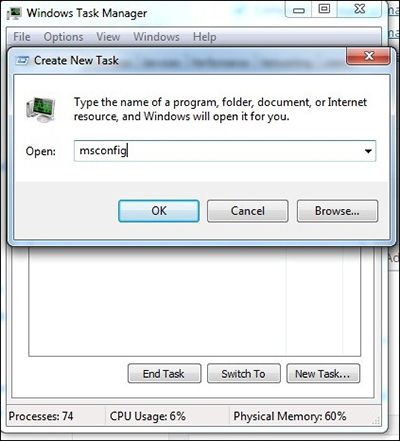 Windows Task Manager
File Options View Windows Help
Create New Task
Type the name of a program, folder, document, or Internet
resource, and Windows will open it for you.
Open: msconfig
OK Cancel Browse...
End Task Switch To New Task...
Processes: 74 CPU Usage: 6% Physical Memory: 60%